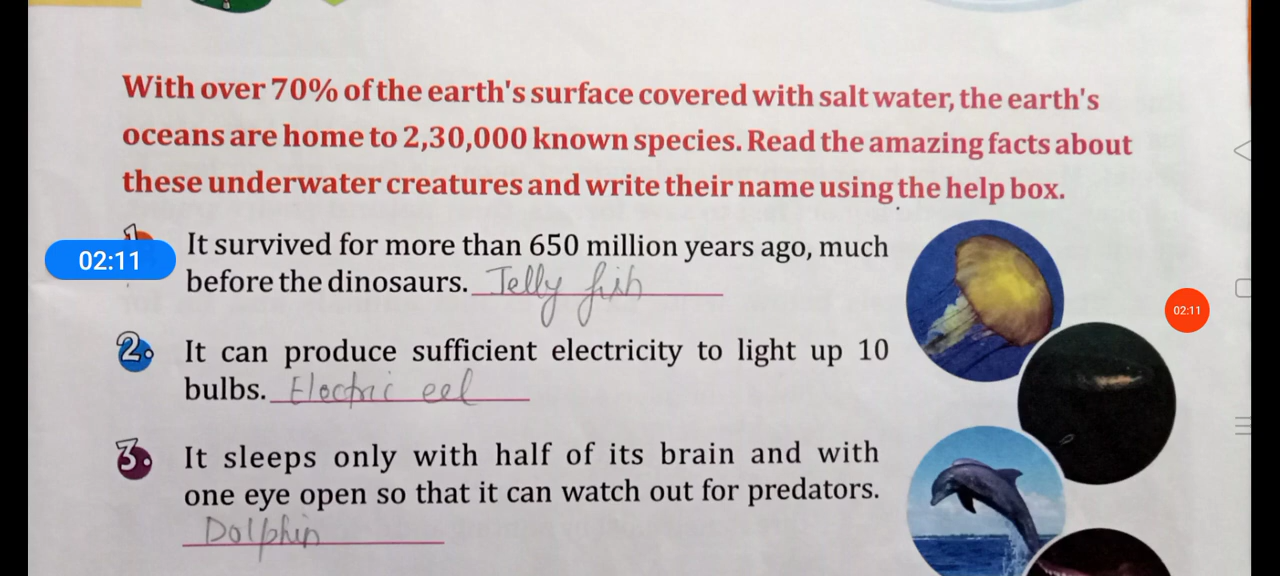 With over 70% of the earth's surface covered with salt water, the earth's
oceans are home to 2,30,000 known species. Read the amazing facts about
these underwater creatures and write their name using the help box.
1
It survived for more than 650 million years ago, much
02:11
before the dinosaurs. Jelly fish
02:11
2. It can produce sufficient electricity to light up 10
bulbs. Electric eel
3. It sleeps only with half of its brain and with
one eye open so that it can watch out for predators.
Dolphin